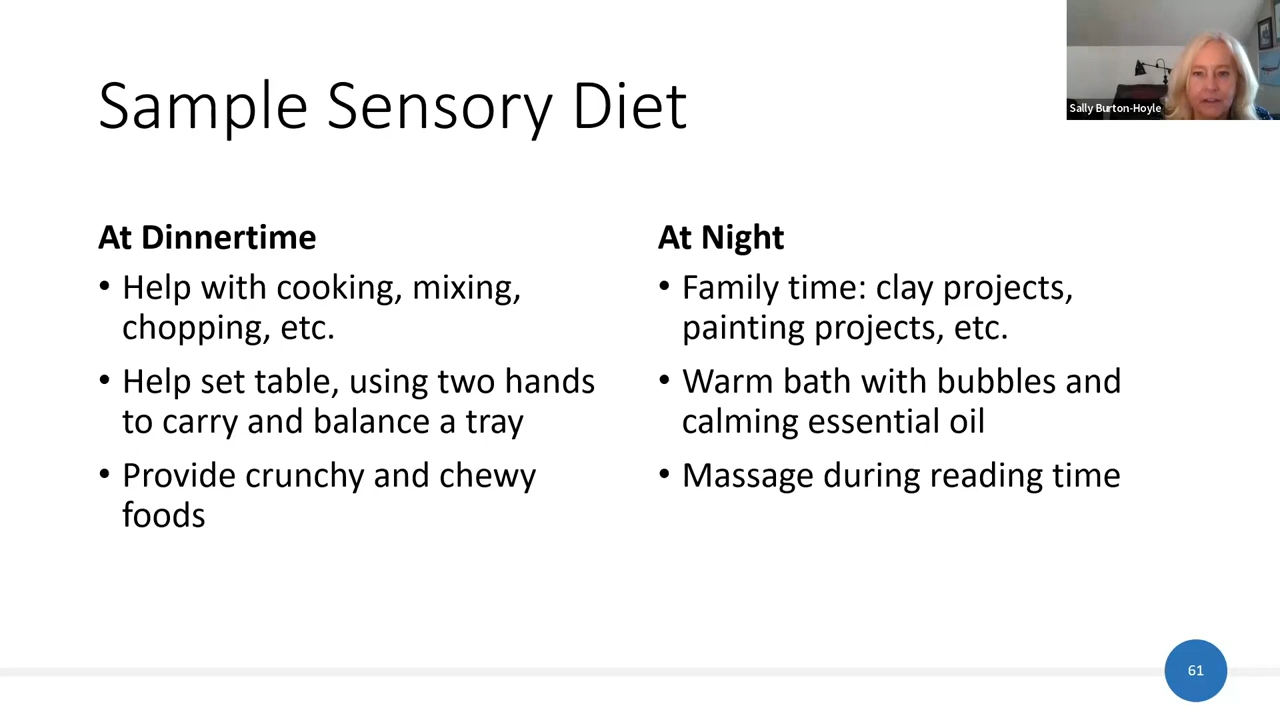 Sample Sensory Diet
Sally Burton-Hoyle
At Dinnertime
• Help with cooking, mixing,
chopping, etc.
• Help set table, using two hands
to carry and balance a tray
• Provide crunchy and chewy
foods
At Night
• Family time: clay projects,
painting projects, etc.
• Warm bath with bubbles and
calming essential oil
• Massage during reading time
61